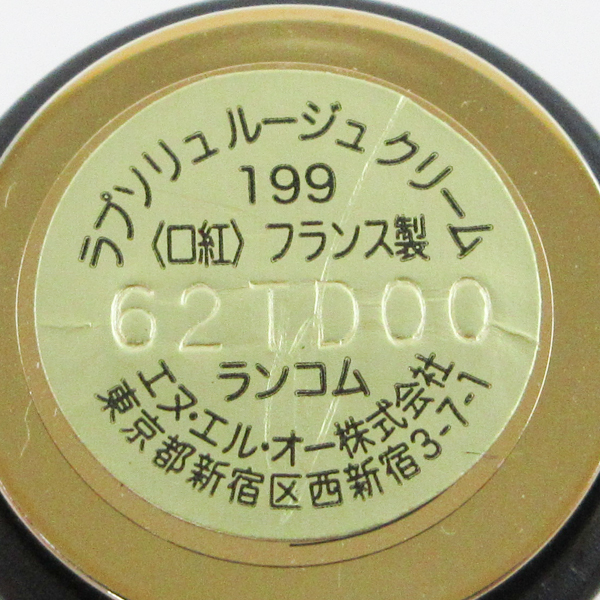 ラプソリュ ルージュ クリーム
199
〈口紅〉 フランス製
62TD00
ランコム
エヌ・エル・オー株式会社
東京都新宿区西新宿3-7-1